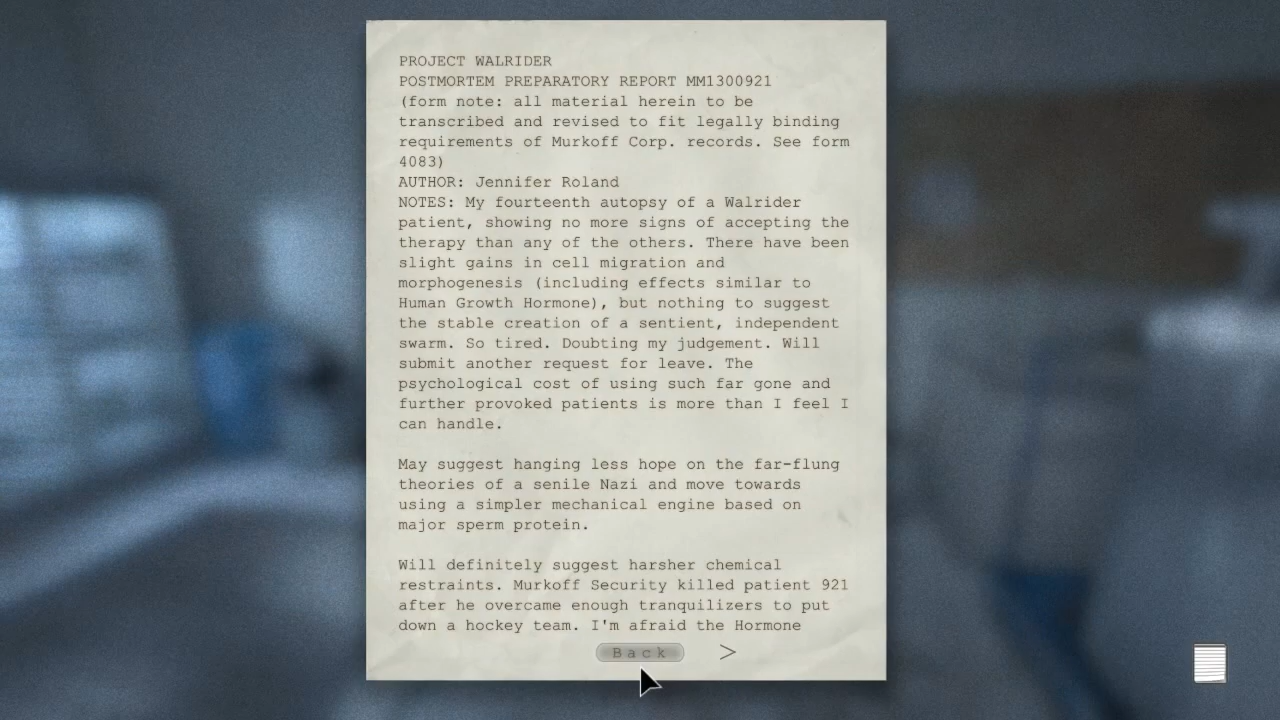 PROJECT WALRIDER
POSTMORTEM PREPARATORY REPORT MM1300921
(form note: all material herein to be
transcribed and revised to fit legally binding
requirements of Murkoff Corp. records. See form
4083)
AUTHOR: Jennifer Roland
NOTES: My fourteenth autopsy of a Walrider
patient, showing no more signs of accepting the
therapy than any of the others. There have been
slight gains in cell migration and
morphogenesis (including effects similar to
Human Growth Hormone), but nothing to suggest
the stable creation of a sentient, independent
swarm. So tired. Doubting my judgement. Will
submit another request for leave. The
psychological cost of using such far gone and
further provoked patients is more than I feel I
can handle.
May suggest hanging less hope on the far-flung
theories of a senile Nazi and move towards
using a simpler mechanical engine based on
major sperm protein.
Will definitely suggest harsher chemical
restraints. Murkoff Security killed patient 921
after he overcame enough tranquilizers to put
down a hockey team. I'm afraid the Hormone
Back >